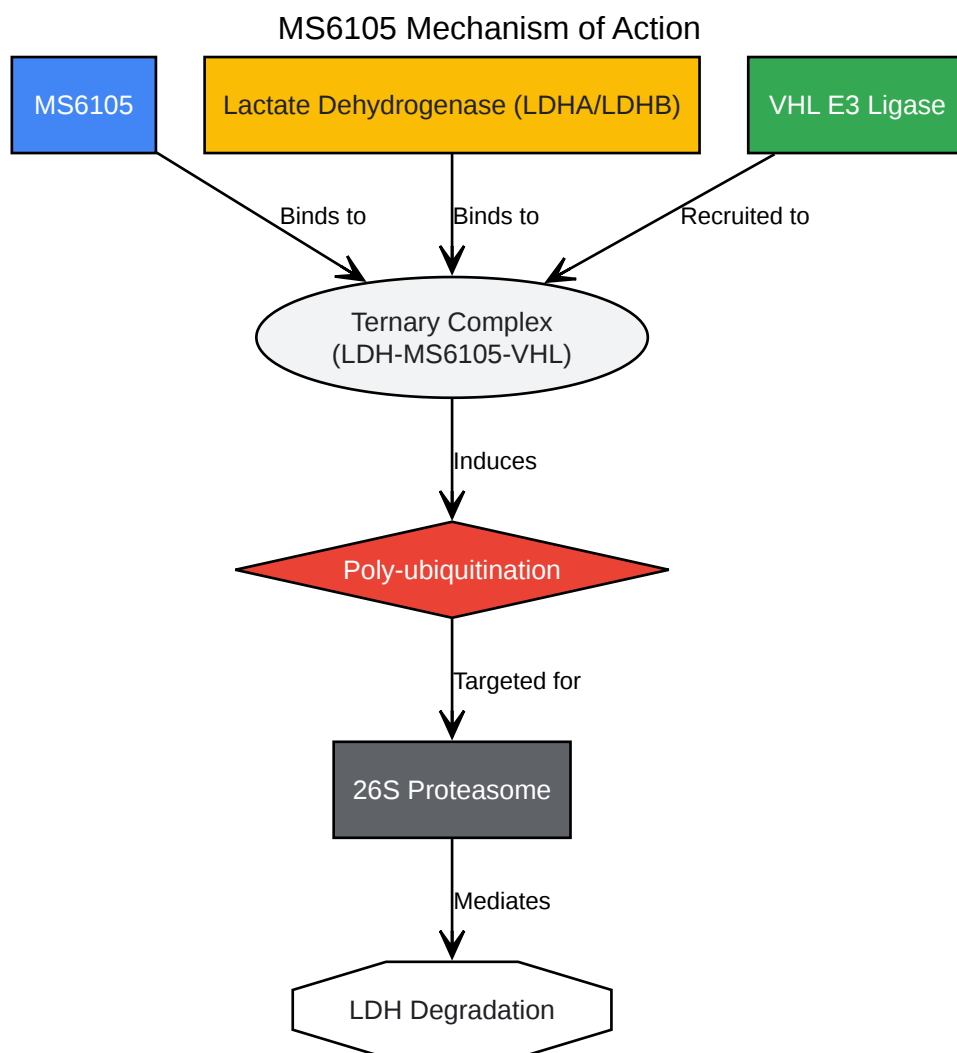 MS6105 Mechanism of Action
MS6105
Lactate Dehydrogenase (LDHA/LDHB)
VHL E3 Ligase
Binds to
Binds to
Recruited to
Ternary Complex
(LDH-MS6105-VHL)
Induces
Poly-ubiquitination
Targeted for
26S Proteasome
Mediates
LDH Degradation